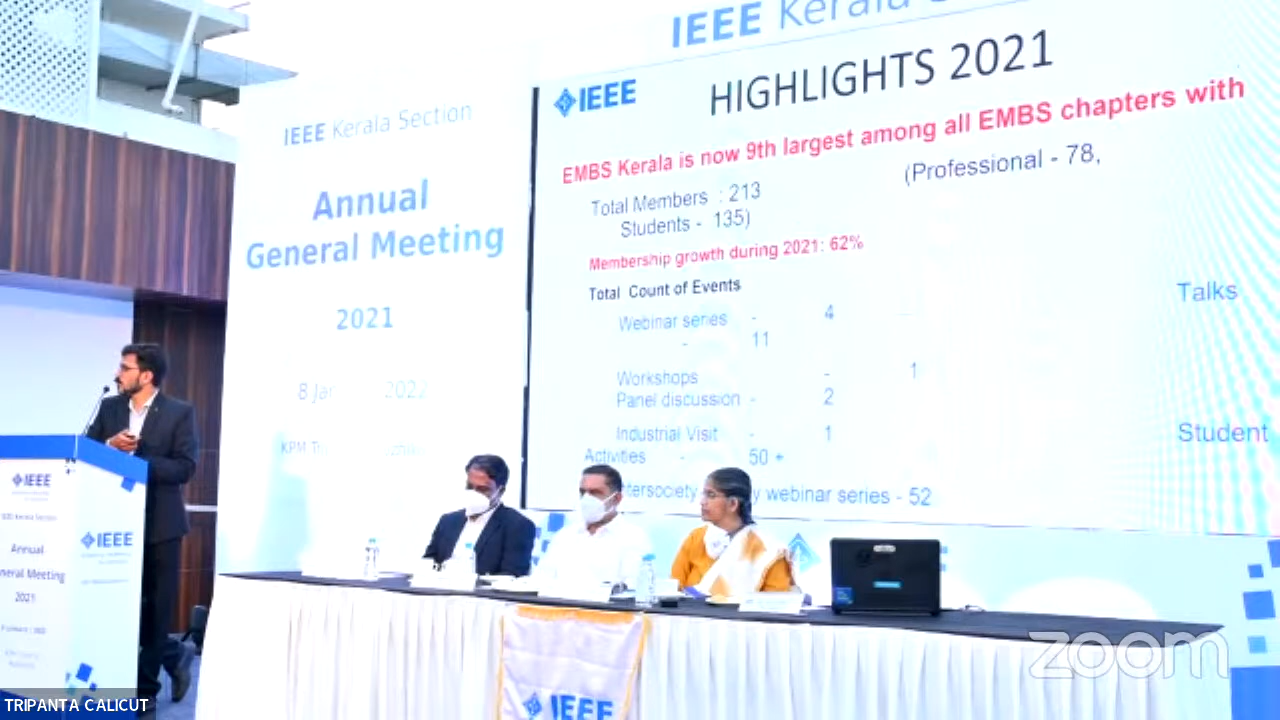 IEEE Kerala
IEEE Kerala Section
Annual
General Meeting
2021
8 Jan 2022
IEEE
HIGHLIGHTS 2021
EMBS Kerala is now 9th largest among all EMBS chapters with
Total Members : 213 (Professional - 78,
Students - 135)
Membership growth during 2021: 62%
Total Count of Events
Webinar series - 4 Talks
- 11
Workshops - 1
Panel discussion - 2
Industrial Visit - 1 Student
Activities - 50 +
webinar series - 52
IEEE
IEEE Kerala Section
Annual
General Meeting
2021
IEEE
IEEE
zoom
TRIPANTA CALICUT